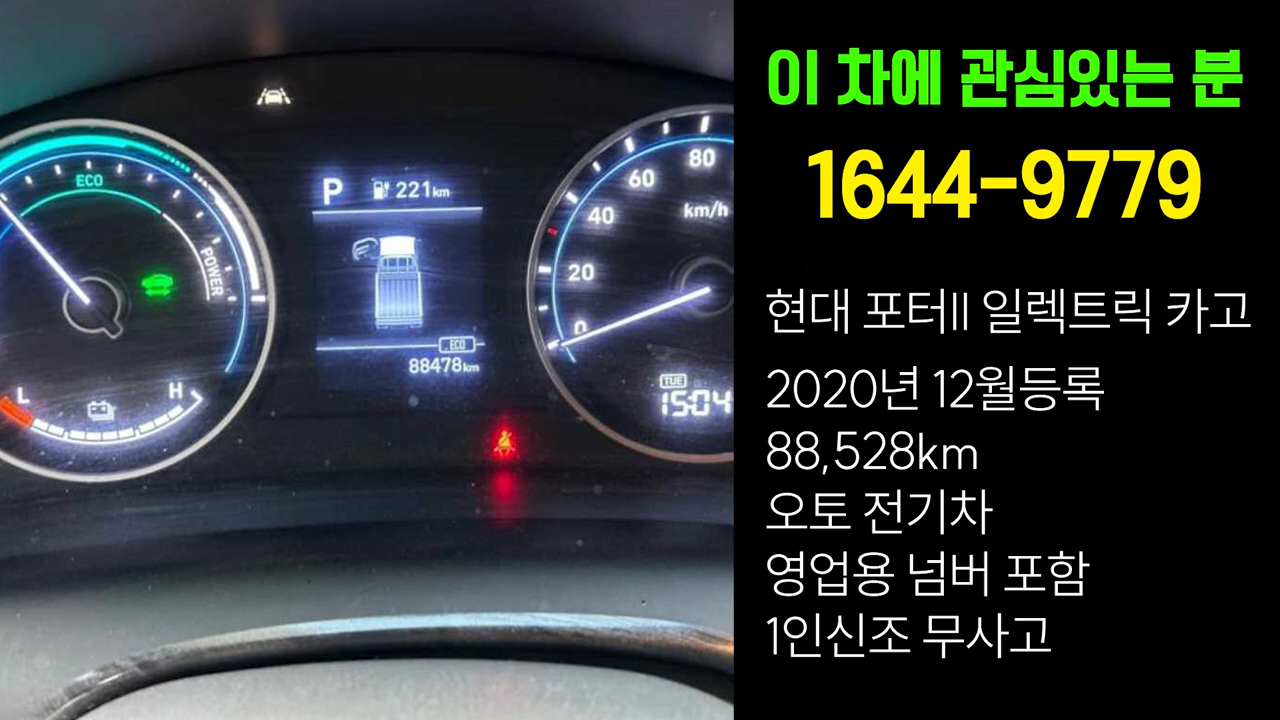 ECO
POWER
L
H
P
221km
ECO
88478km
0
20
40
60
80
km/h
TUE
15:04
이 차에 관심있는 분
1644-9779
현대 포터II 일렉트릭 카고
2020년 12월등록
88,528km
오토 전기차
영업용 넘버 포함
1인신조 무사고